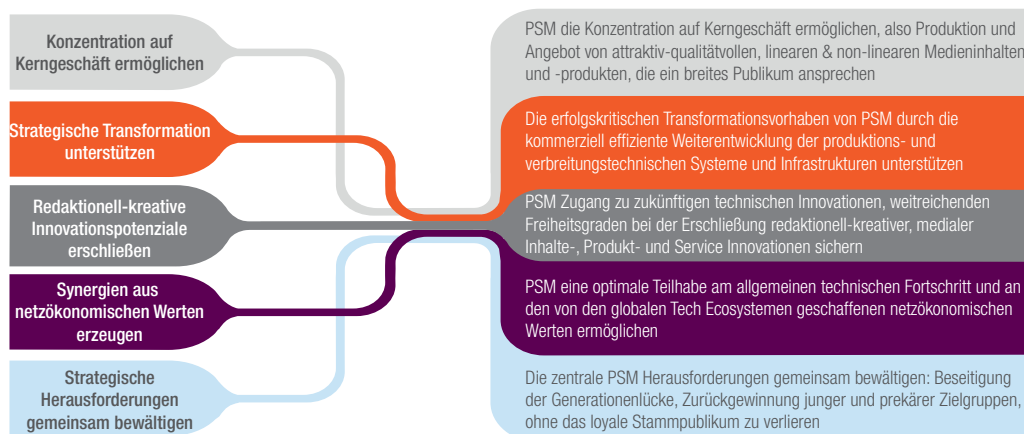 Konzentration auf
Kerngeschäft ermöglichen
PSM die Konzentration auf Kerngeschäft ermöglichen, also Produktion und
Angebot von attraktiv-qualitätvollen, linearen & non-linearen Medieninhalten
und -produkten, die ein breites Publikum ansprechen
Strategische Transformation
unterstützen
Die erfolgskritischen Transformationsvorhaben von PSM durch die
kommerziell effiziente Weiterentwicklung der produktions- und
verbreitungstechnischen Systeme und Infrastrukturen unterstützen
Redaktionell-kreative
Innovationspotenziale
erschließen
PSM Zugang zu zukünftigen technischen Innovationen, weitreichenden
Freiheitsgraden bei der Erschließung redaktionell-kreativer, medialer
Inhalte-, Produkt- und Service Innovationen sichern
Synergien aus
netzökonomischen Werten
erzeugen
PSM eine optimale Teilhabe am allgemeinen technischen Fortschritt und an
den von den globalen Tech Ecosystemen geschaffenen netzökonomischen
Werten ermöglichen
Strategische
Herausforderungen
gemeinsam bewältigen
Die zentrale PSM Herausforderungen gemeinsam bewältigen: Beseitigung
der Generationenlücke, Zurückgewinnung junger und prekärer Zielgruppen,
ohne das loyale Stammpublikum zu verlieren